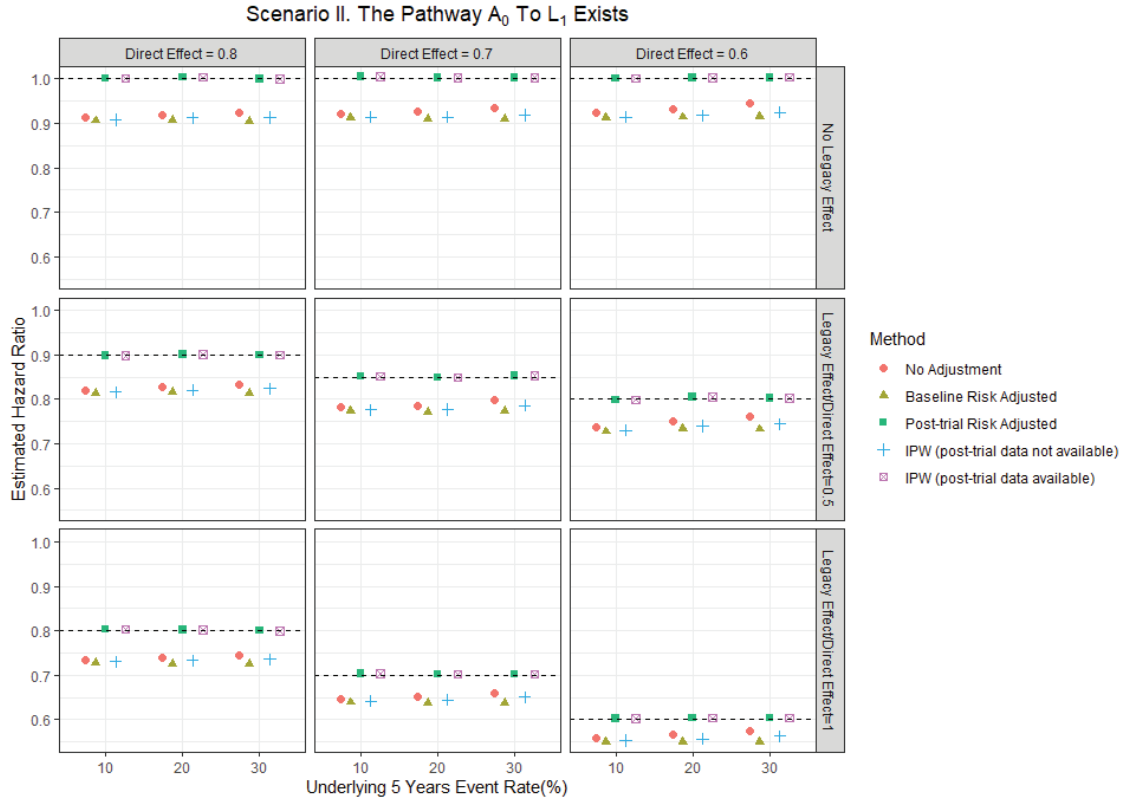 Scenario II. The Pathway A₀ To L₁ Exists
Direct Effect = 0.8
Direct Effect = 0.7
Direct Effect = 0.6
1.0
0.9
0.8
0.7
0.6
No Legacy Effect
1.0
0.9
0.8
0.7
0.6
Legacy Effect/Direct Effect=0.5
1.0
0.9
0.8
0.7
0.6
Legacy Effect/Direct Effect=1
Estimated Hazard Ratio
10 20 30
10 20 30
10 20 30
Underlying 5 Years Event Rate(%)
Method
No Adjustment
Baseline Risk Adjusted
Post-trial Risk Adjusted
IPW (post-trial data not available)
IPW (post-trial data available)